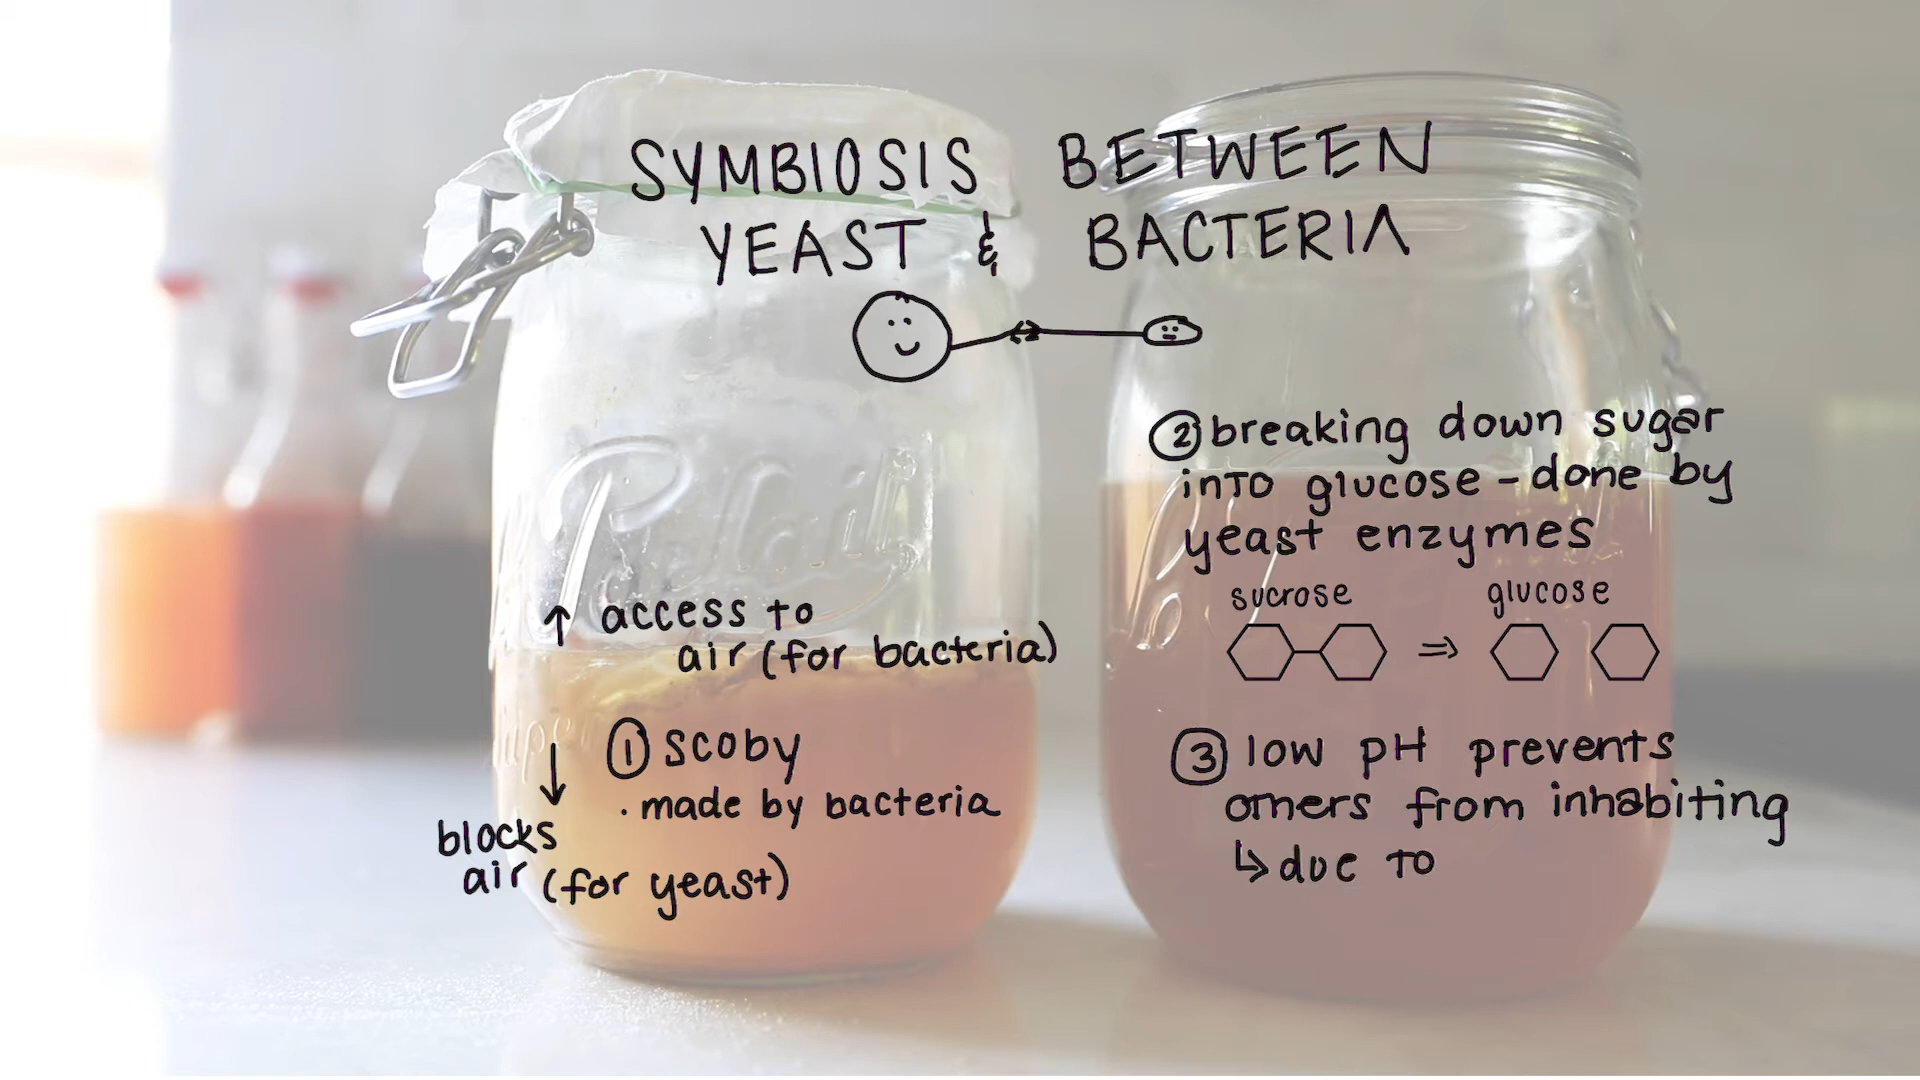 SYMBIOSIS BETWEEN
YEAST & BACTERIA
↑ access to
air (for bacteria)
① SCOBY
· made by bacteria
↓
blocks
air (for yeast)
② breaking down sugar
into glucose - done by
yeast enzymes
sucrose glucose
⇒
③ low pH prevents
others from inhabiting
↳ due to